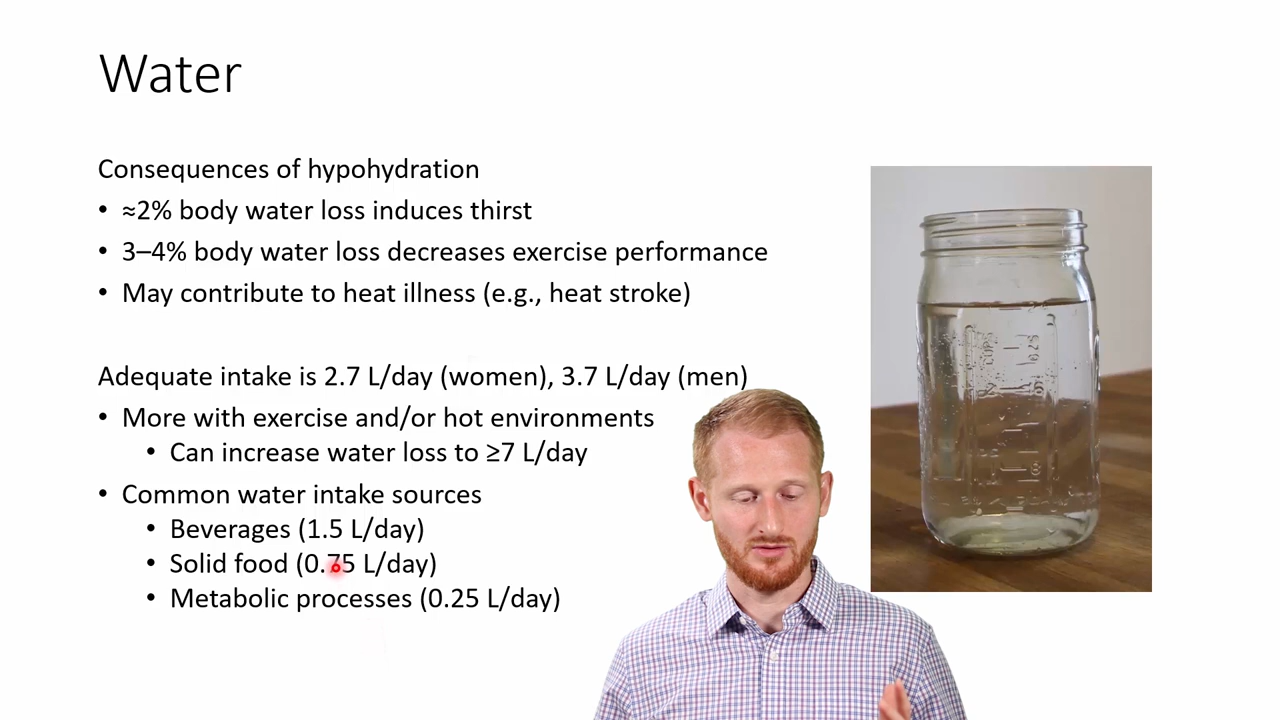 Water
Consequences of hypohydration
• ≈2% body water loss induces thirst
• 3–4% body water loss decreases exercise performance
• May contribute to heat illness (e.g., heat stroke)
Adequate intake is 2.7 L/day (women), 3.7 L/day (men)
• More with exercise and/or hot environments
• Can increase water loss to ≥7 L/day
• Common water intake sources
• Beverages (1.5 L/day)
• Solid food (0.75 L/day)
• Metabolic processes (0.25 L/day)
CUPS